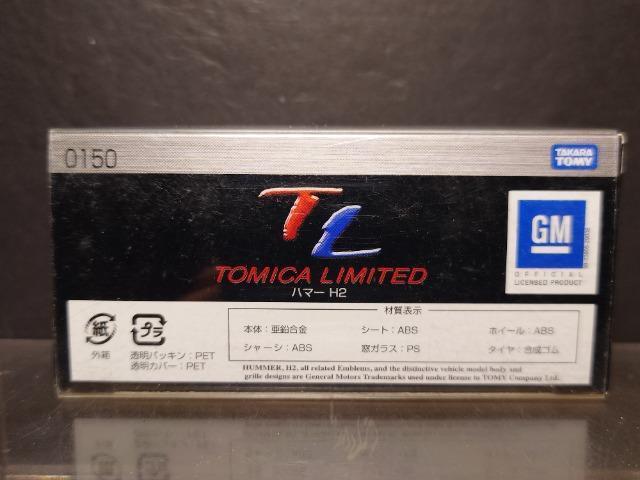 0150
TAKARA
TOMY
TL
TOMICA LIMITED
ハマー H2
GM
OFFICIAL
LICENSED PRODUCT
材質表示
紙
プラ
外箱
透明パッキン：PET
透明カバー：PET
本体：亜鉛合金 シート：ABS ホイール：ABS
シャーシ：ABS 窓ガラス：PS タイヤ：合成ゴム
HUMMER, H2, all related Emblems, and the distinctive vehicle model body and
grille designs are General Motors Trademarks used under license to TOMY Company Ltd.